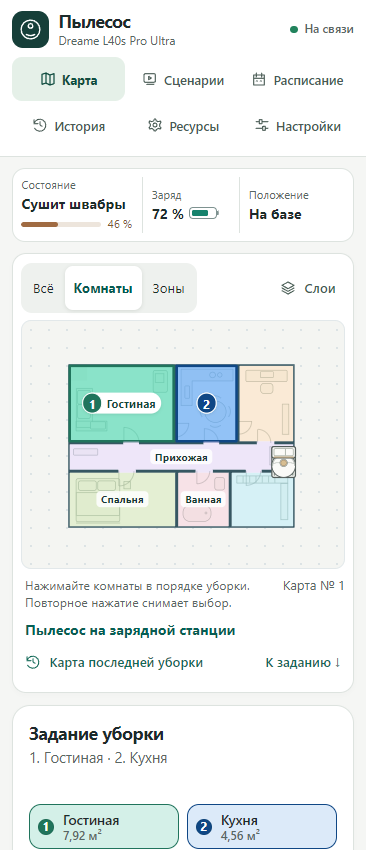 Пылесос
Dreame L40s Pro Ultra
На связи
Карта
Сценарии
Расписание
История
Ресурсы
Настройки
Состояние
Сушит швабры
46 %
Заряд
72 %
Положение
На базе
Всё
Комнаты
Зоны
Слои
1 Гостиная
2
Прихожая
Спальня
Ванная
Нажимайте комнаты в порядке уборки.
Повторное нажатие снимает выбор.
Карта № 1
Пылесос на зарядной станции
Карта последней уборки
К заданию ↓
Задание уборки
1. Гостиная · 2. Кухня
1 Гостиная
7,92 м²
2 Кухня
4,56 м²